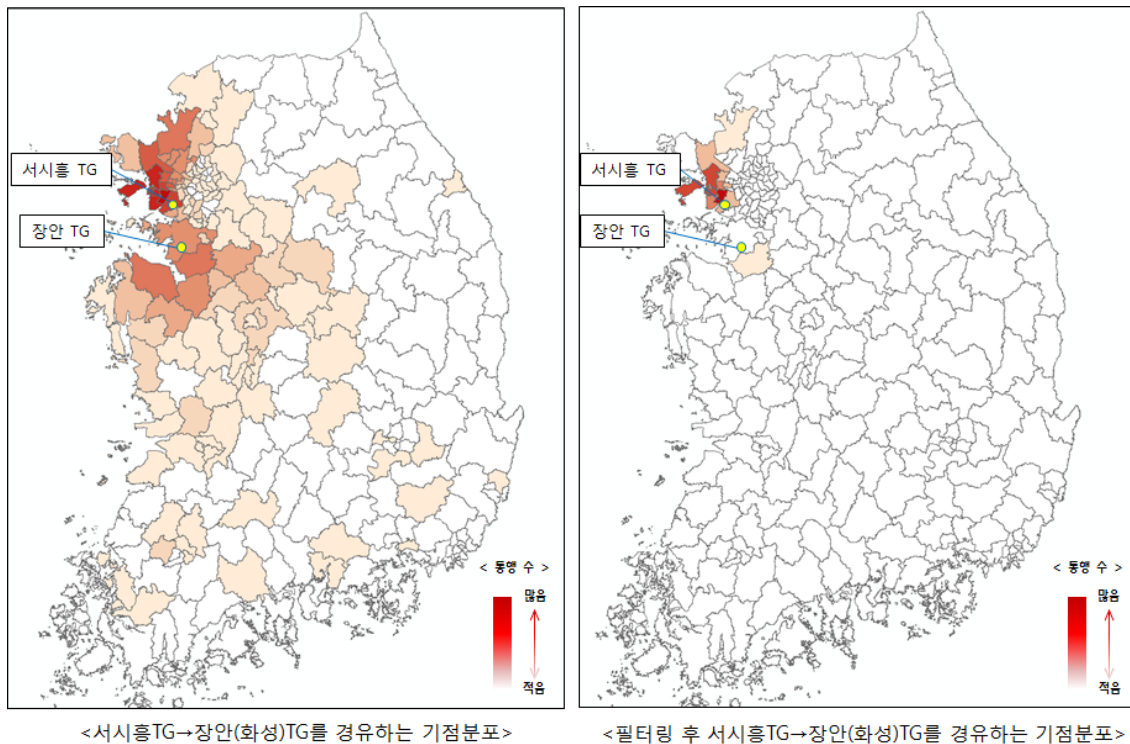 서시흥 TG
장안 TG
< 통행 수 >
많음
적음
<서시흥TG→장안(화성)TG를 경유하는 기점분포>
서시흥 TG
장안 TG
< 통행 수 >
많음
적음
<필터링 후 서시흥TG→장안(화성)TG를 경유하는 기점분포>